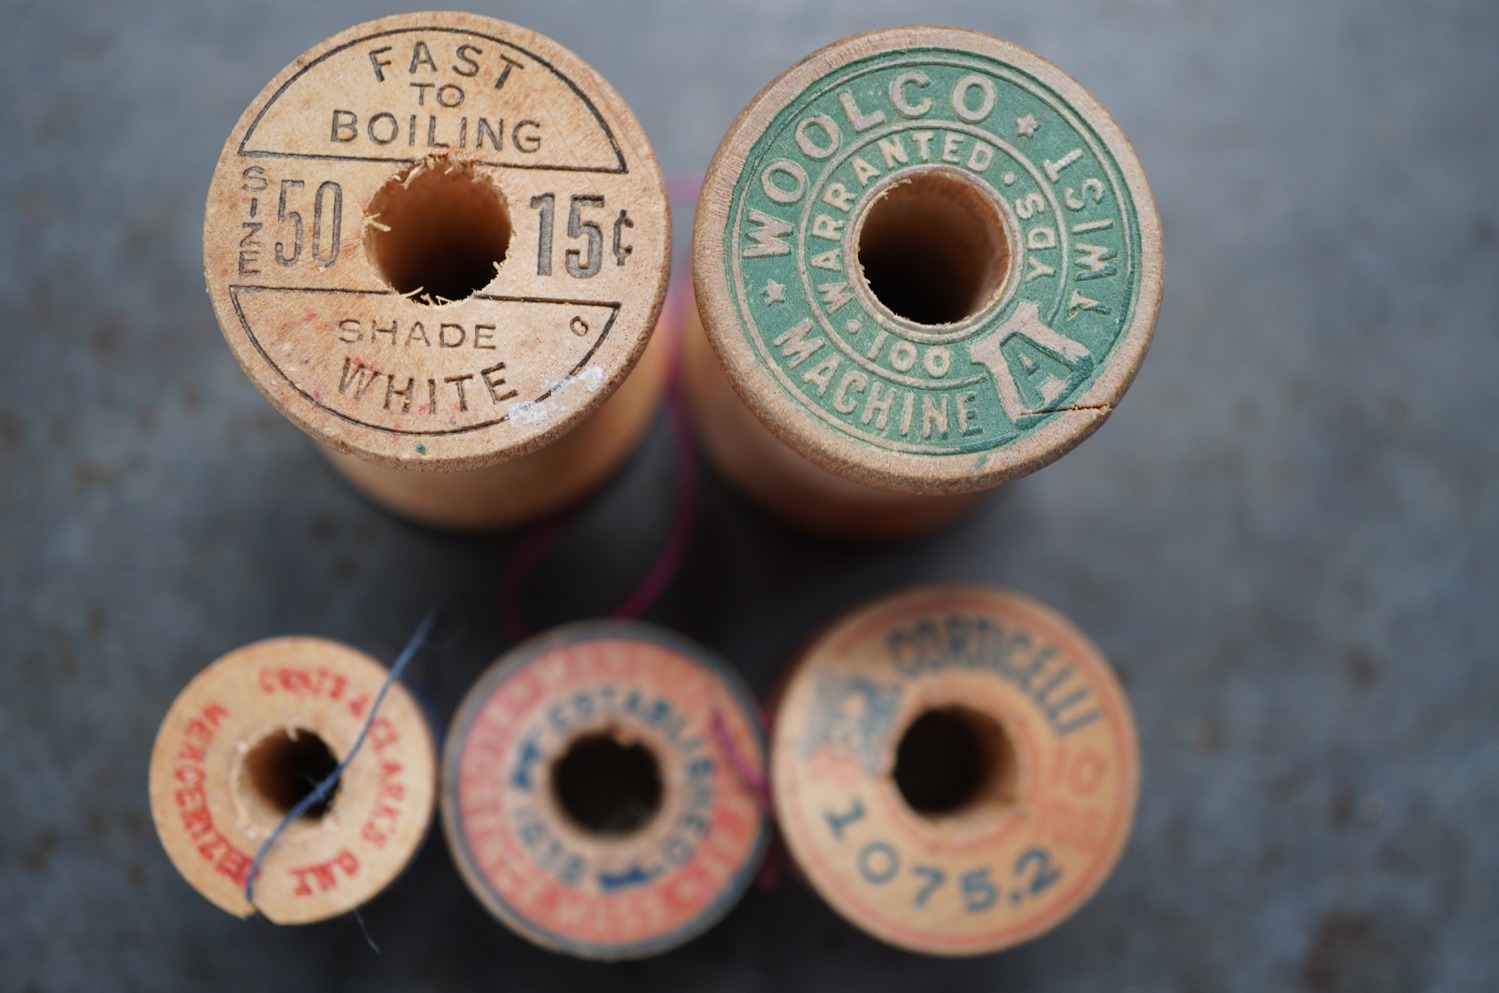 FAST
TO
BOILING
SIZE
50
15¢
SHADE
O
WHITE
WOOLCO ★ TWIST
A
★ MACHINE
WARRANTED · 100 YDS ·
CORTICELLI
1075.2
COATS & CLARK'S O.N.T.
MERCERIZED
ESTABLISHED